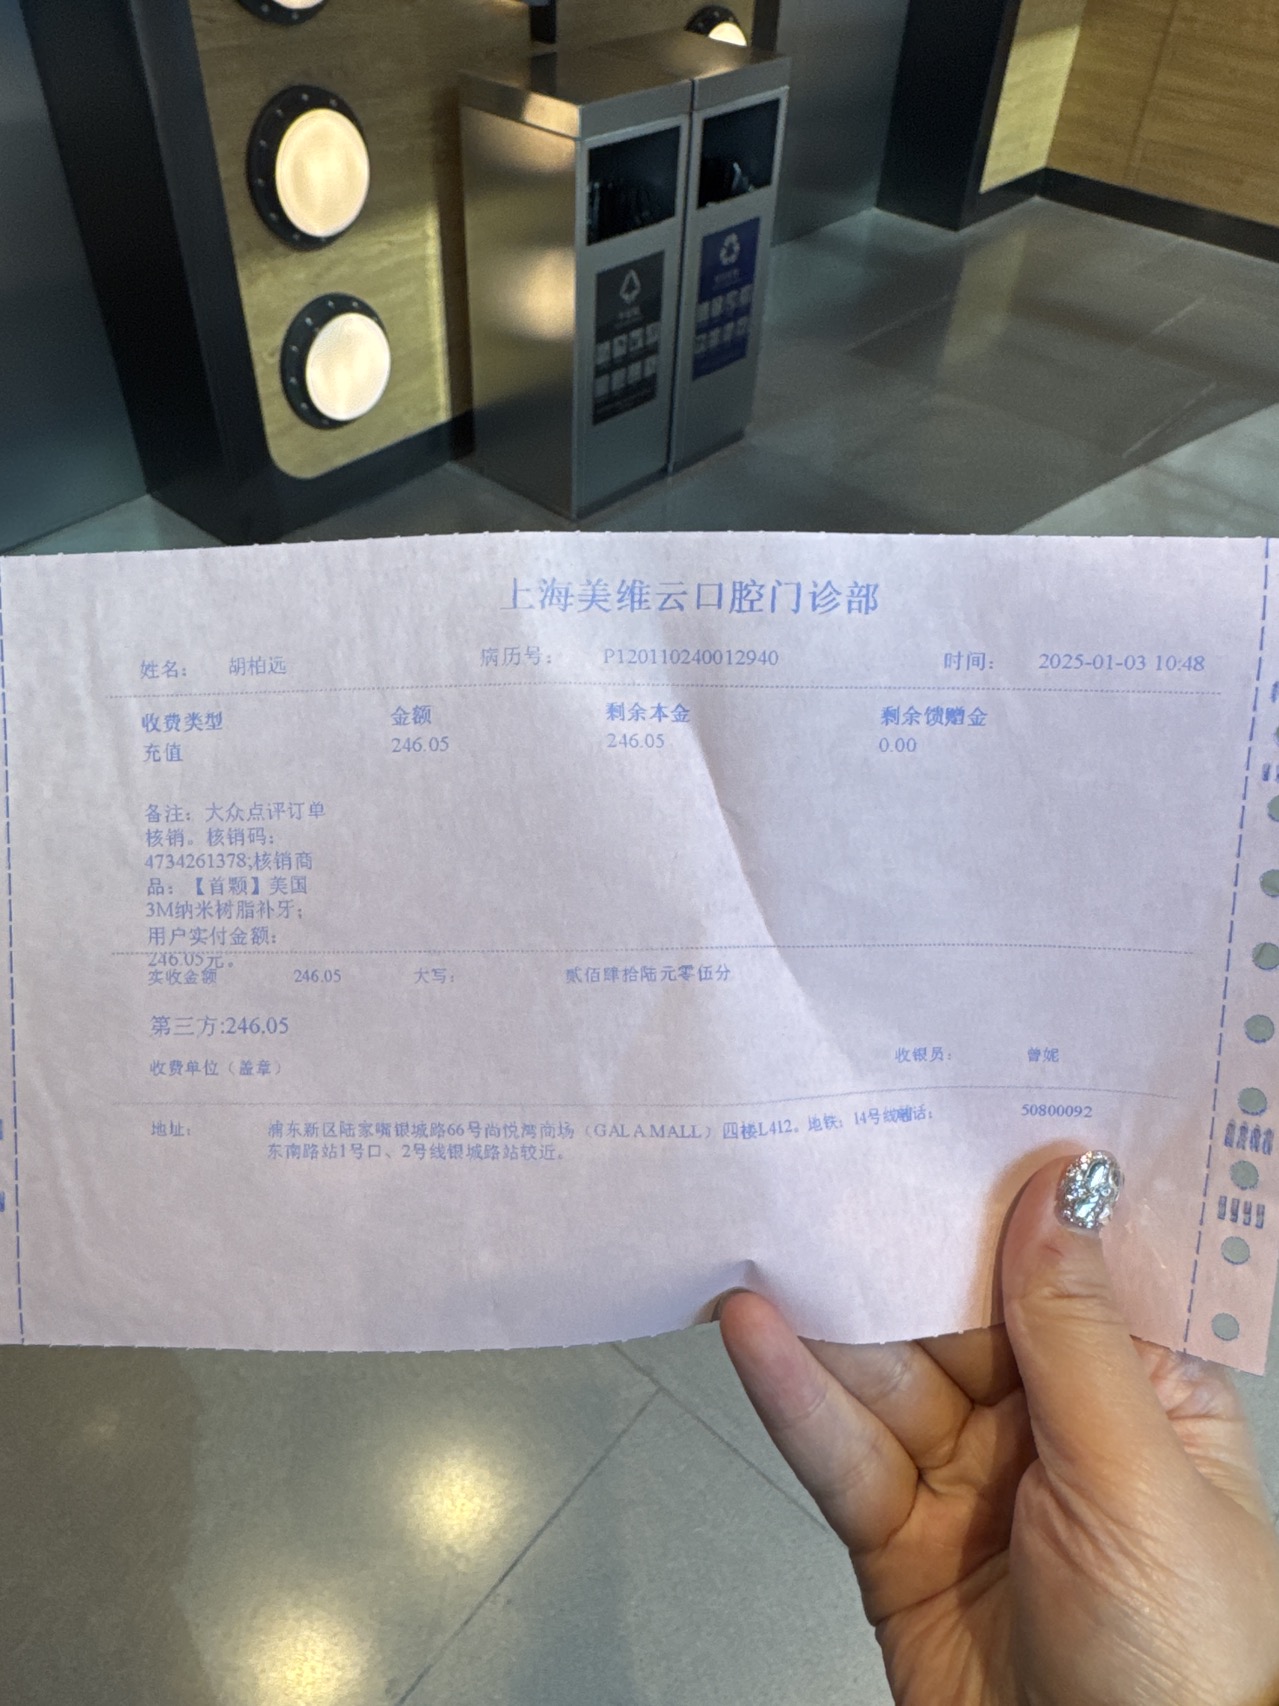 上海美维云口腔门诊部
姓名： 胡柏远 病历号： P120110240012940 时间： 2025-01-03 10:48
收费类型 金额 剩余本金 剩余馈赠金
充值 246.05 246.05 0.00
备注：大众点评订单
核销。核销码：
4734261378;核销商
品：【首颗】美国
3M纳米树脂补牙；
用户实付金额：
246.05元。
实收金额 246.05 大写： 贰佰肆拾陆元零伍分
第三方:246.05
收费单位（盖章） 收银员： 曾妮
地址： 浦东新区陆家嘴银城路66号尚悦湾商场（GALA MALL）四楼L412。地铁：14号线 电话： 50800092
东南路站1号口、2号线银城路站较近。